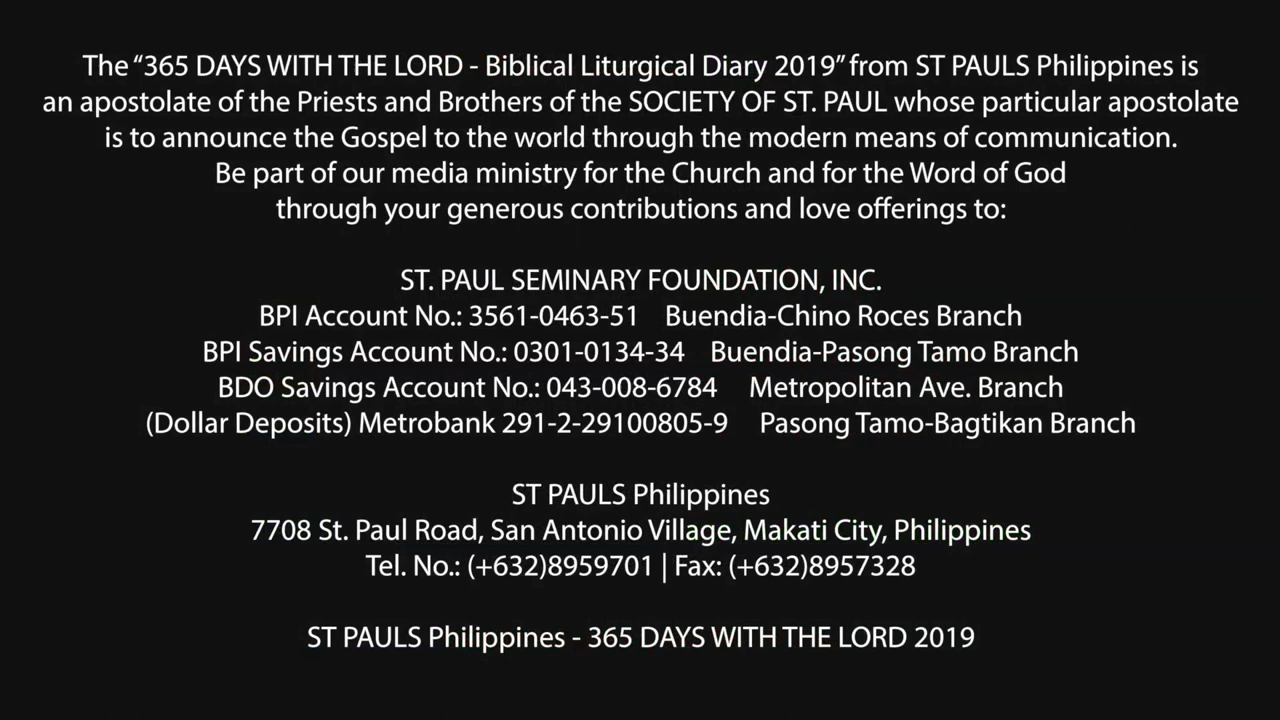 The “365 DAYS WITH THE LORD - Biblical Liturgical Diary 2019” from ST PAULS Philippines is
an apostolate of the Priests and Brothers of the SOCIETY OF ST. PAUL whose particular apostolate
is to announce the Gospel to the world through the modern means of communication.
Be part of our media ministry for the Church and for the Word of God
through your generous contributions and love offerings to:
ST. PAUL SEMINARY FOUNDATION, INC.
BPI Account No.: 3561-0463-51 Buendia-Chino Roces Branch
BPI Savings Account No.: 0301-0134-34 Buendia-Pasong Tamo Branch
BDO Savings Account No.: 043-008-6784 Metropolitan Ave. Branch
(Dollar Deposits) Metrobank 291-2-29100805-9 Pasong Tamo-Bagtikan Branch
ST PAULS Philippines
7708 St. Paul Road, San Antonio Village, Makati City, Philippines
Tel. No.: (+632)8959701 | Fax: (+632)8957328
ST PAULS Philippines - 365 DAYS WITH THE LORD 2019